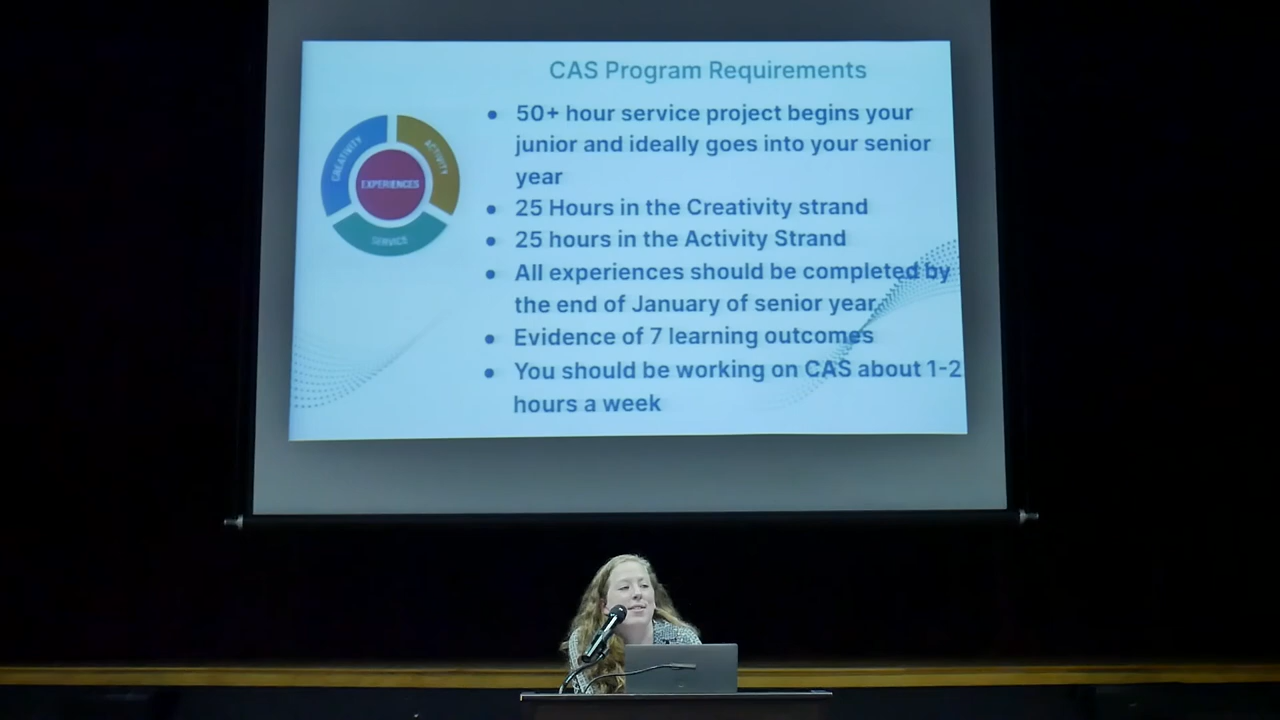 CAS Program Requirements
• 50+ hour service project begins your
junior and ideally goes into your senior
year
• 25 Hours in the Creativity strand
• 25 hours in the Activity Strand
• All experiences should be completed by
the end of January of senior year.
• Evidence of 7 learning outcomes
• You should be working on CAS about 1-2
hours a week
CREATIVITY
ACTIVITY
EXPERIENCES
SERVICE